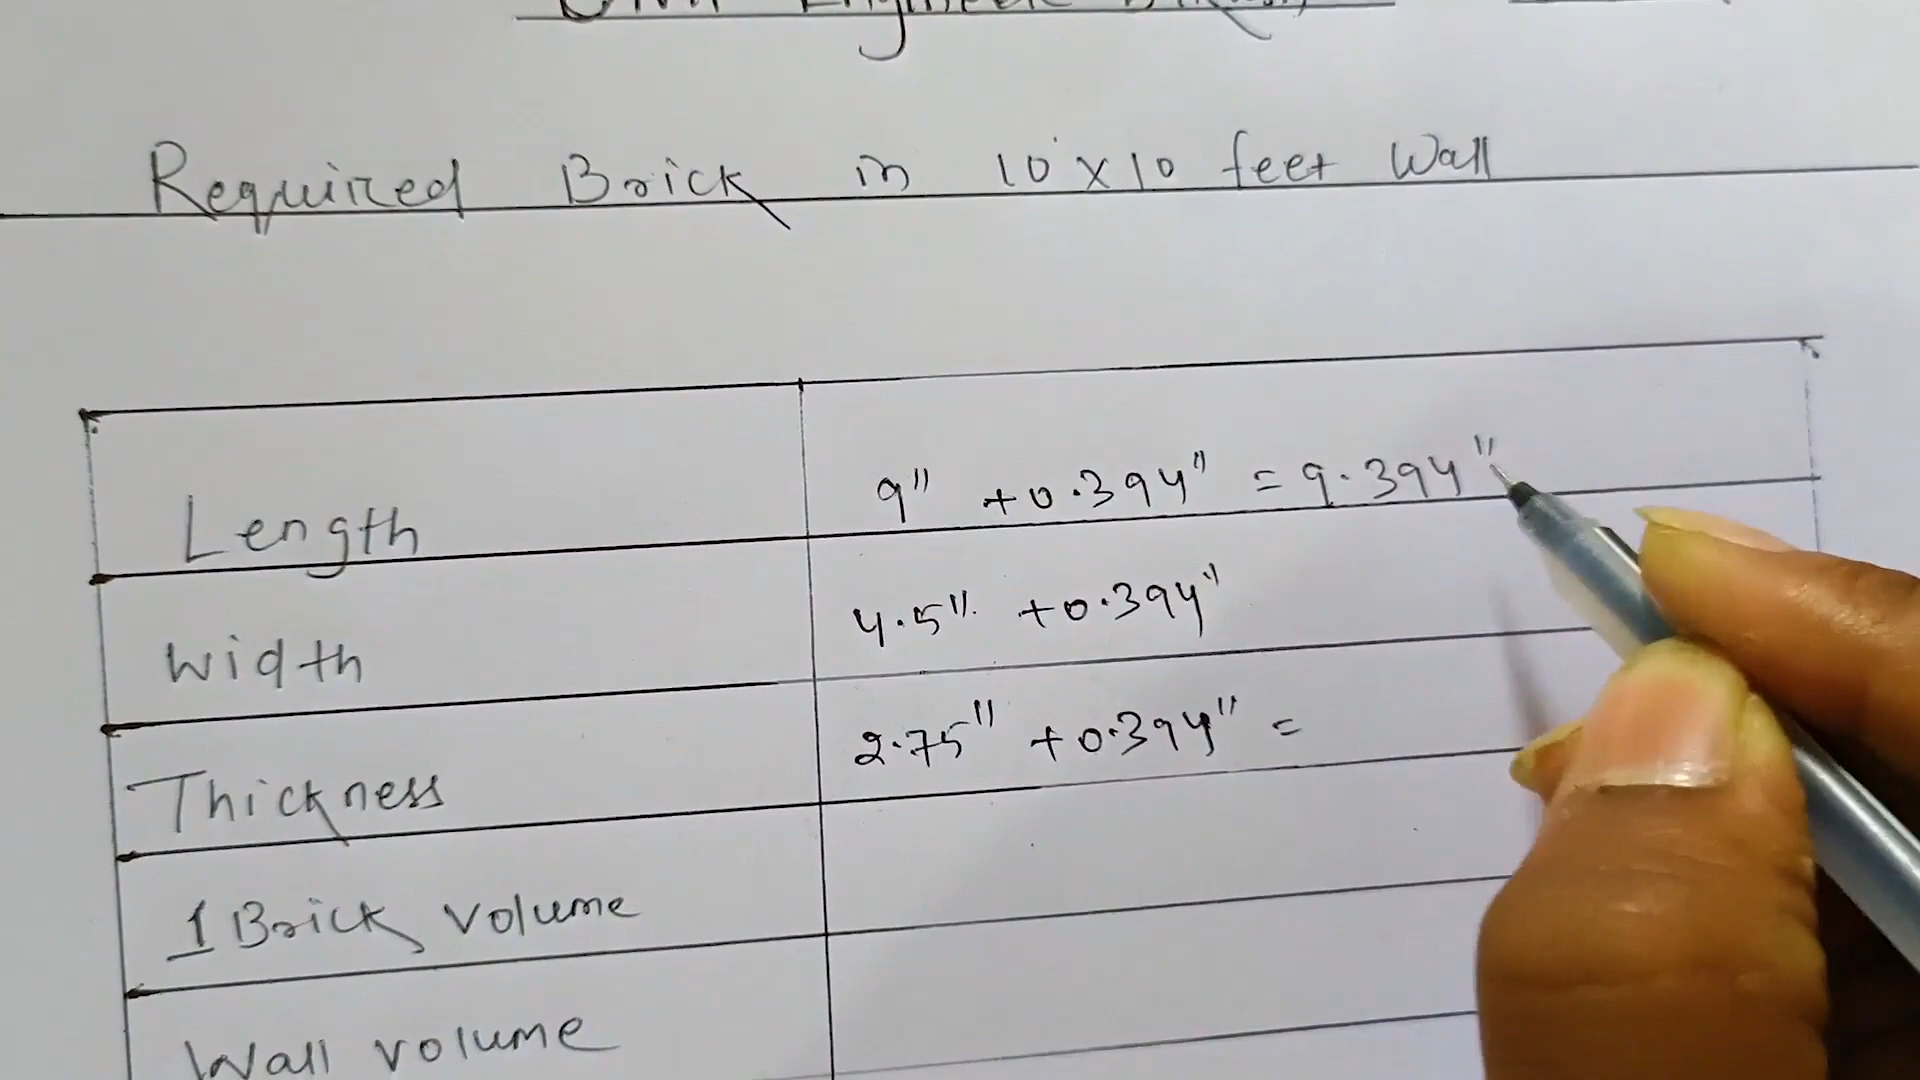 Required Brick in 10 x 10 feet Wall
Length 9" + 0.394" = 9.394"
Width 4.5" + 0.394"
Thickness 2.75" + 0.394" =
1 Brick volume
Wall volume